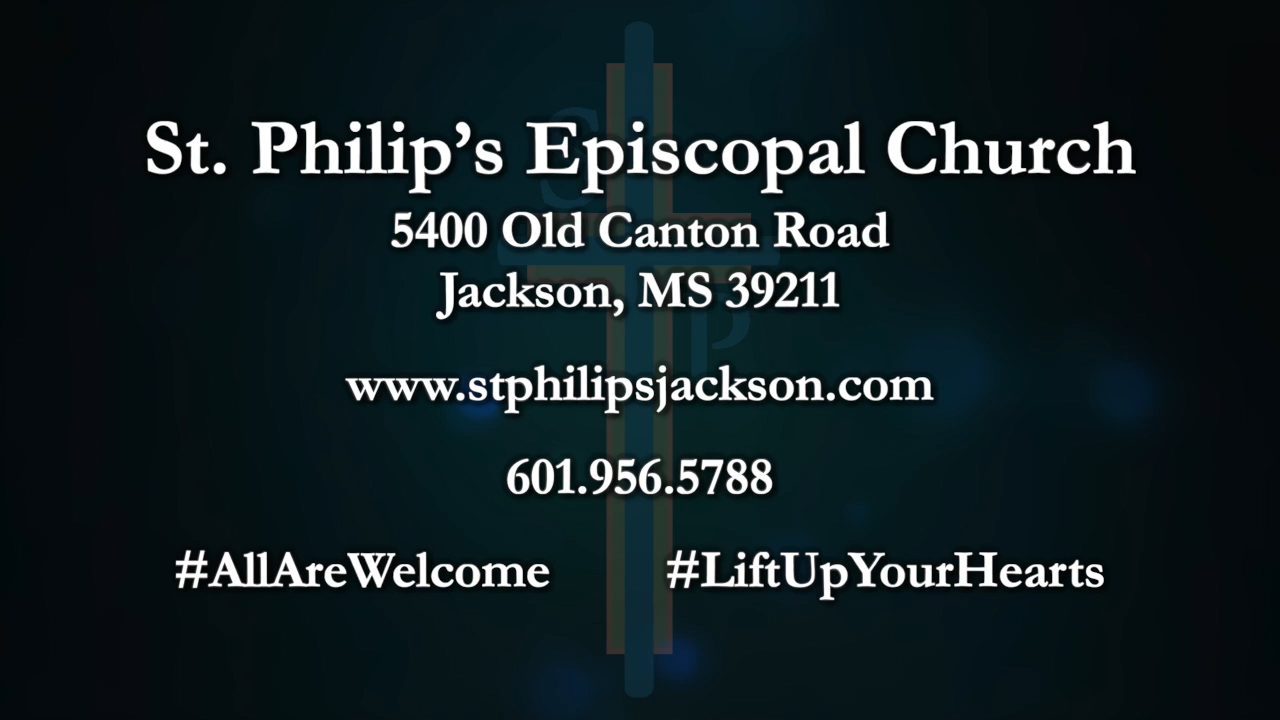 St. Philip’s Episcopal Church
5400 Old Canton Road
Jackson, MS 39211
www.stphilipsjackson.com
601.956.5788
#AllAreWelcome #LiftUpYourHearts
S
P